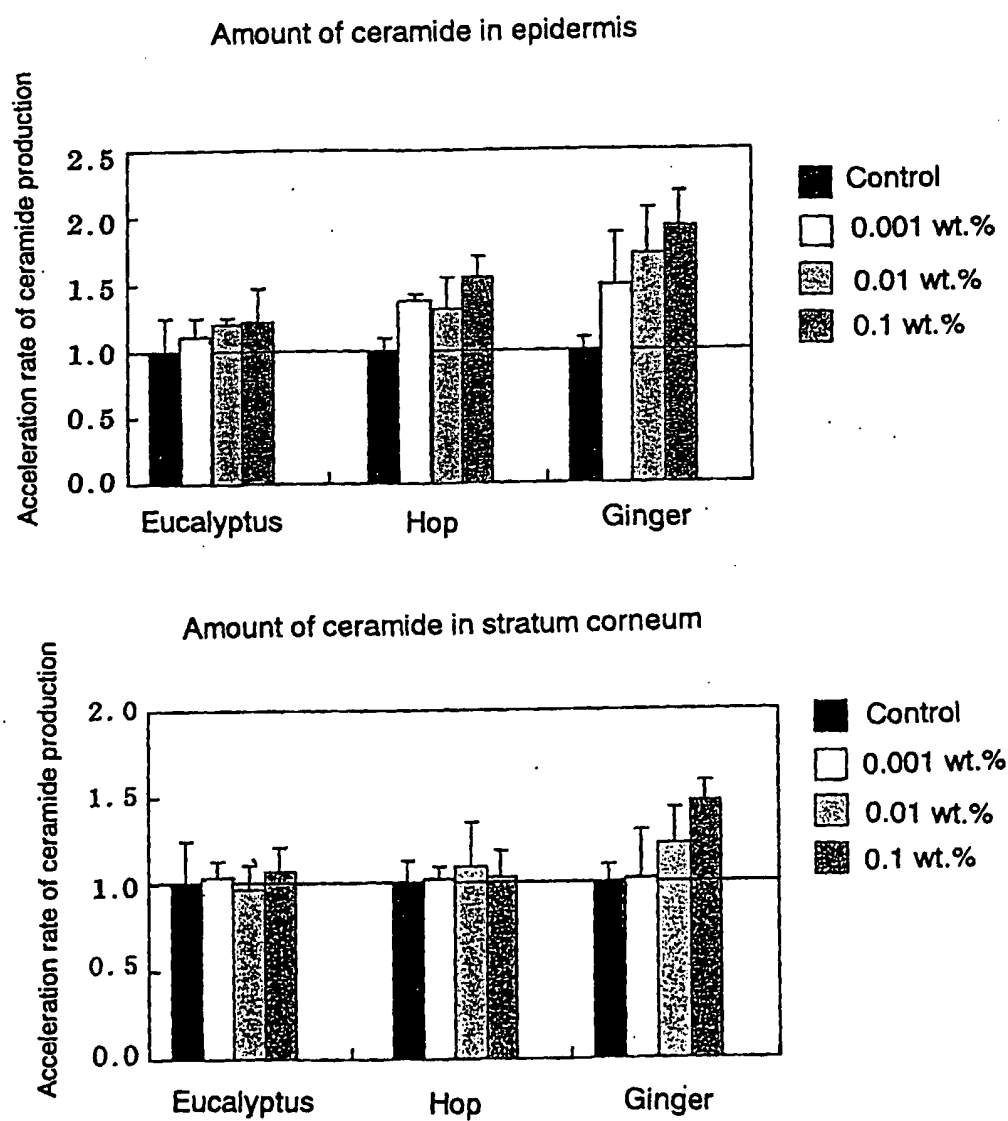 Amount of ceramide in epidermis
Acceleration rate of ceramide production
2.5
2.0
1.5
1.0
0.5
0.0
Eucalyptus
Hop
Ginger
Control
0.001 wt.%
0.01 wt.%
0.1 wt.%
Amount of ceramide in stratum corneum
Acceleration rate of ceramide production
2.0
1.5
1.0
0.5
0.0
Eucalyptus
Hop
Ginger
Control
0.001 wt.%
0.01 wt.%
0.1 wt.%